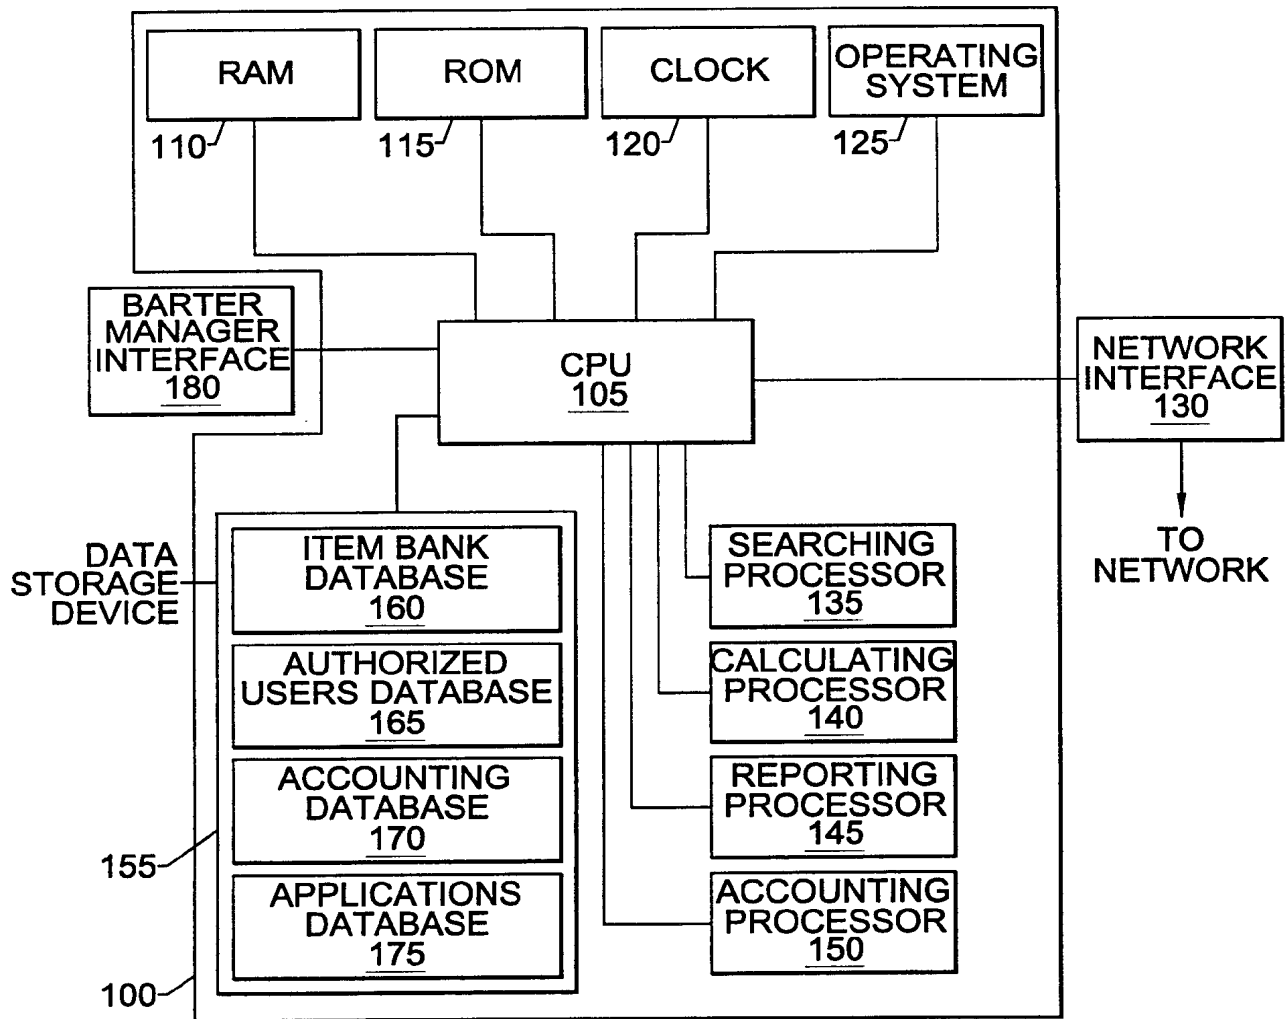 RAM
ROM
CLOCK
OPERATING
SYSTEM
110
115
120
125
BARTER
MANAGER
INTERFACE
180
CPU
105
NETWORK
INTERFACE
130
TO
NETWORK
DATA
STORAGE
DEVICE
ITEM BANK
DATABASE
160
AUTHORIZED
USERS DATABASE
165
ACCOUNTING
DATABASE
170
APPLICATIONS
DATABASE
175
SEARCHING
PROCESSOR
135
CALCULATING
PROCESSOR
140
REPORTING
PROCESSOR
145
ACCOUNTING
PROCESSOR
150
155
100